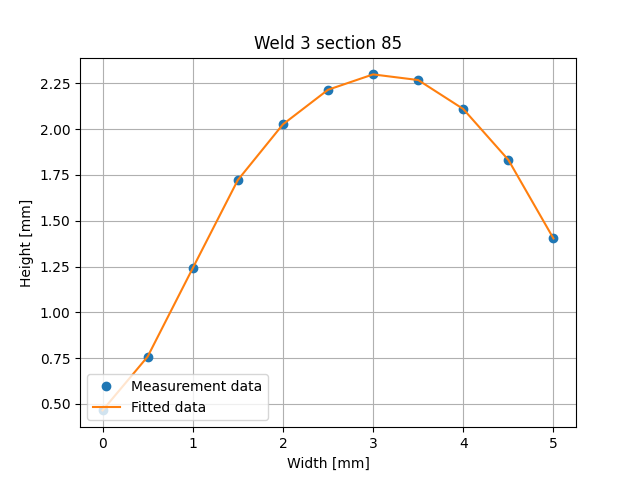 Weld 3 section 85
Height [mm]
2.25
2.00
1.75
1.50
1.25
1.00
0.75
0.50
Measurement data
Fitted data
0 1 2 3 4 5
Width [mm]